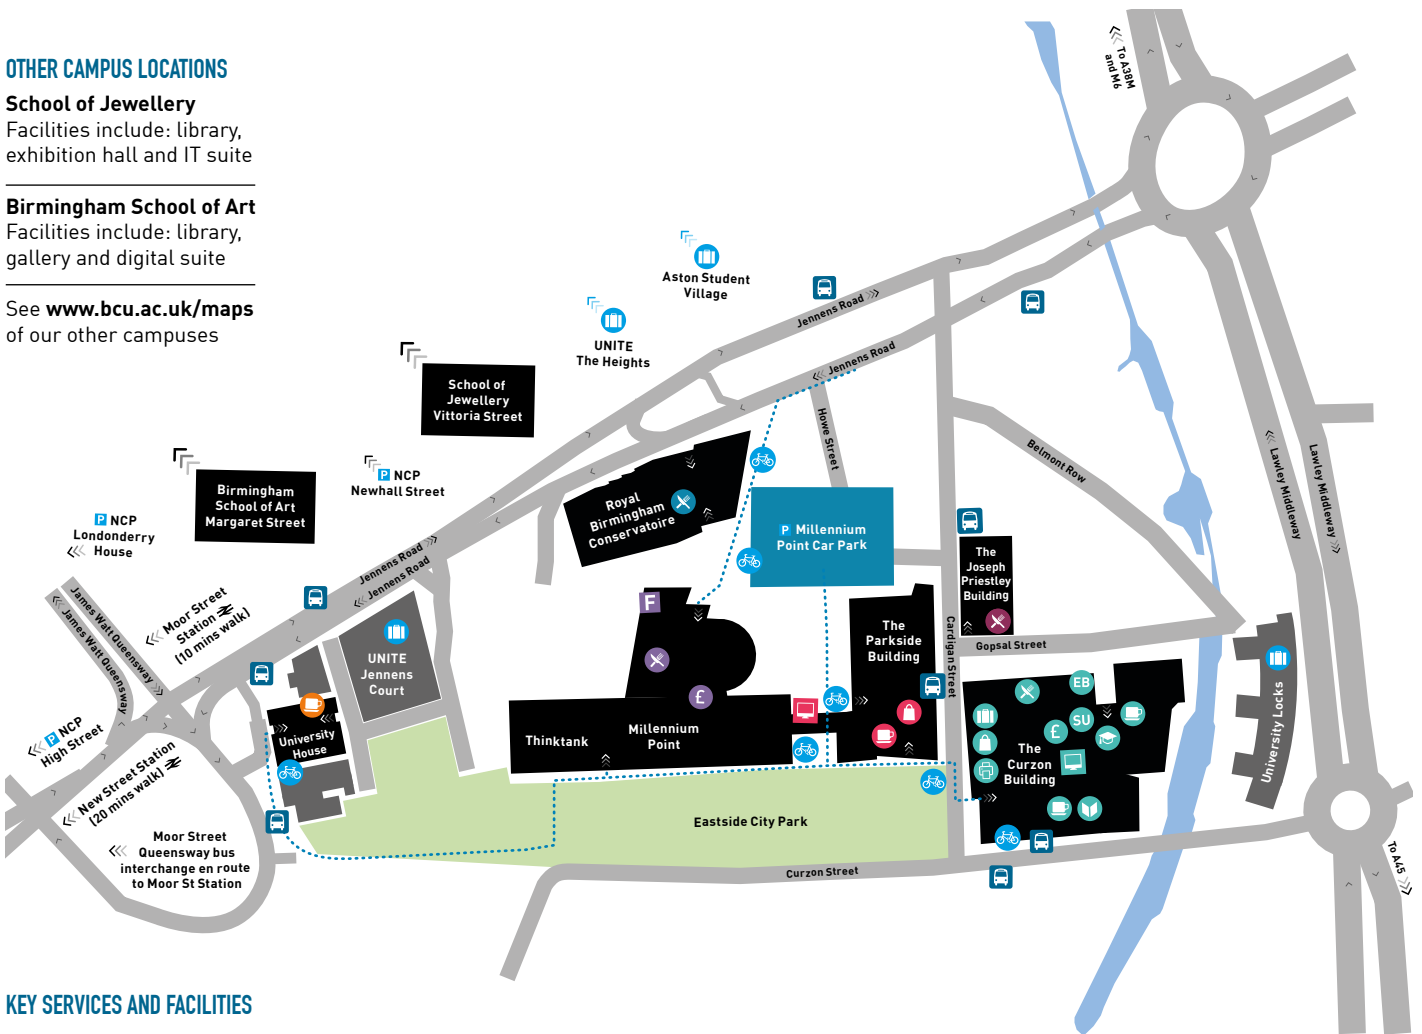 OTHER CAMPUS LOCATIONS
School of Jewellery
Facilities include: library,
exhibition hall and IT suite
Birmingham School of Art
Facilities include: library,
gallery and digital suite
See www.bcu.ac.uk/maps
of our other campuses
To A38M
and M6
Aston Student
Village
UNITE
The Heights
Jennens Road
Jennens Road
School of
Jewellery
Vittoria Street
Howe Street
Belmont Row
Lawley Middleway
Lawley Middleway
P NCP
Newhall Street
Birmingham
School of Art
Margaret Street
P NCP
Londonderry
House
Royal
Birmingham
Conservatoire
P Millennium
Point Car Park
The
Joseph
Priestley
Building
Jennens Road
Jennens Road
James Watt Queensway
James Watt Queensway
Moor Street
Station
(10 mins walk)
F
The
Parkside
Building
Cardigan Street
Gopsal Street
UNITE
Jennens
Court
£
EB
SU
£
University Locks
P NCP
High Street
University
House
Thinktank
Millennium
Point
The
Curzon
Building
New Street Station
(20 mins walk)
Eastside City Park
Moor Street
Queensway bus
interchange en route
to Moor St Station
Curzon Street
To A45
KEY SERVICES AND FACILITIES